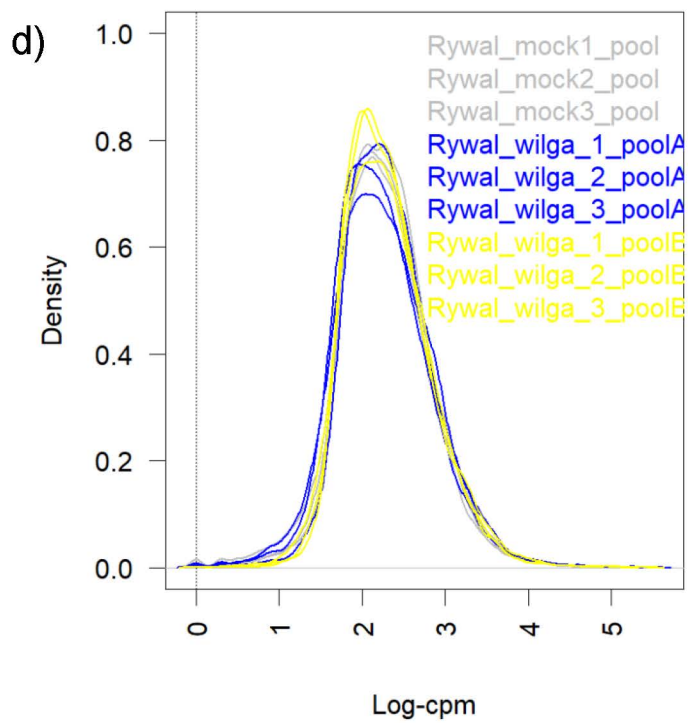 d)
1.0
0.8
0.6
0.4
0.2
0.0
Density
Rywal_mock1_pool
Rywal_mock2_pool
Rywal_mock3_pool
Rywal_wilga_1_poolA
Rywal_wilga_2_poolA
Rywal_wilga_3_poolA
Rywal_wilga_1_poolB
Rywal_wilga_2_poolB
Rywal_wilga_3_poolB
0 1 2 3 4 5
Log-cpm